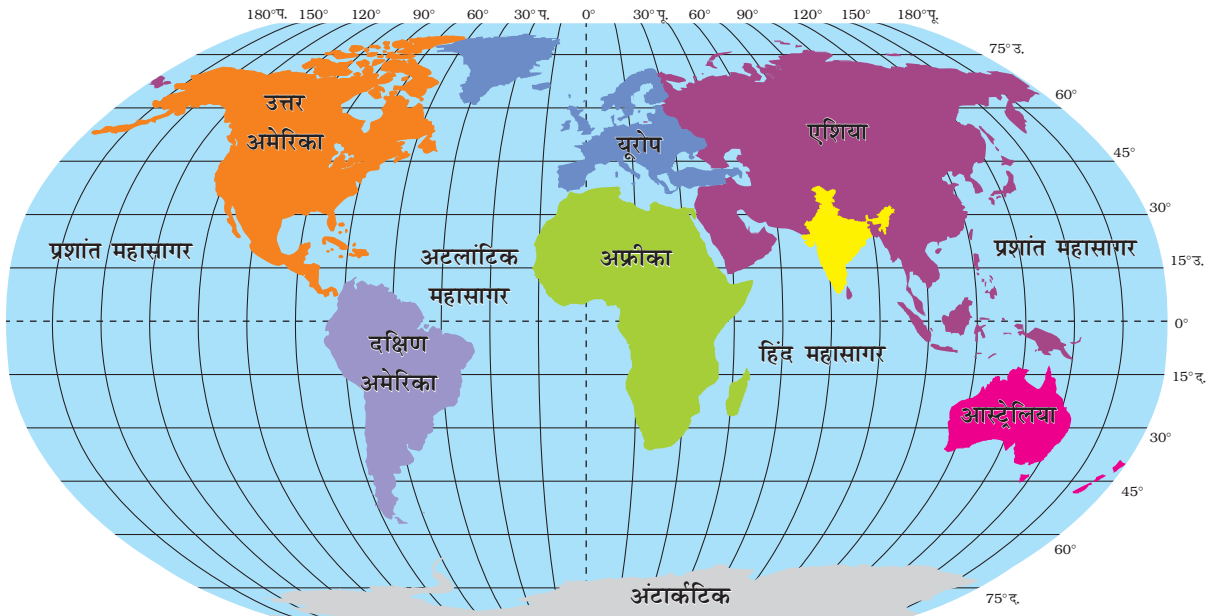 180°प. 150° 120° 90° 60° 30°प. 0° 30°पू. 60° 90° 120° 150° 180°पू.
75°उ.
60°
45°
30°
15°उ.
0°
15°द.
30°
45°
60°
75°द.
उत्तर
अमेरिका
यूरोप
एशिया
प्रशांत महासागर
अटलांटिक
महासागर
अफ्रीका
प्रशांत महासागर
दक्षिण
अमेरिका
हिंद महासागर
आस्ट्रेलिया
अंटार्कटिक